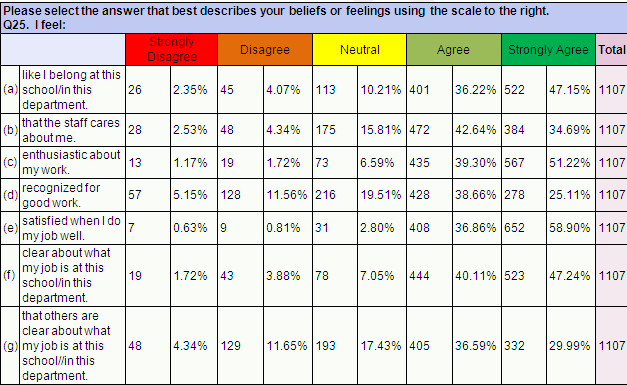 Please select the answer that best describes your beliefs or feelings using the scale to the right.
Q25. I feel:
Strongly Disagree Disagree Neutral Agree Strongly Agree Total
(a) like I belong at this school/in this department. 26 2.35% 45 4.07% 113 10.21% 401 36.22% 522 47.15% 1107
(b) that the staff cares about me. 28 2.53% 48 4.34% 175 15.81% 472 42.64% 384 34.69% 1107
(c) enthusiastic about my work. 13 1.17% 19 1.72% 73 6.59% 435 39.30% 567 51.22% 1107
(d) recognized for good work. 57 5.15% 128 11.56% 216 19.51% 428 38.66% 278 25.11% 1107
(e) satisfied when I do my job well. 7 0.63% 9 0.81% 31 2.80% 408 36.86% 652 58.90% 1107
(f) clear about what my job is at this school/in this department. 19 1.72% 43 3.88% 78 7.05% 444 40.11% 523 47.24% 1107
(g) that others are clear about what my job is at this school//in this department. 48 4.34% 129 11.65% 193 17.43% 405 36.59% 332 29.99% 1107